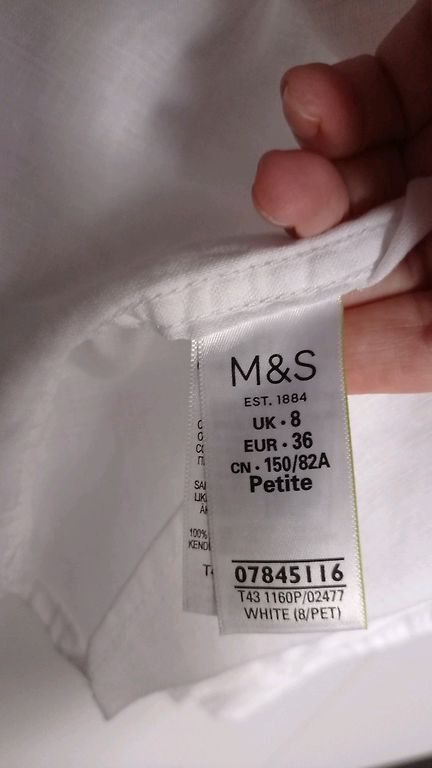 M&S
EST. 1884
UK • 8
EUR • 36
CN • 150/82A
Petite
07845116
T43 1160P/02477
WHITE (8/PET)
100%